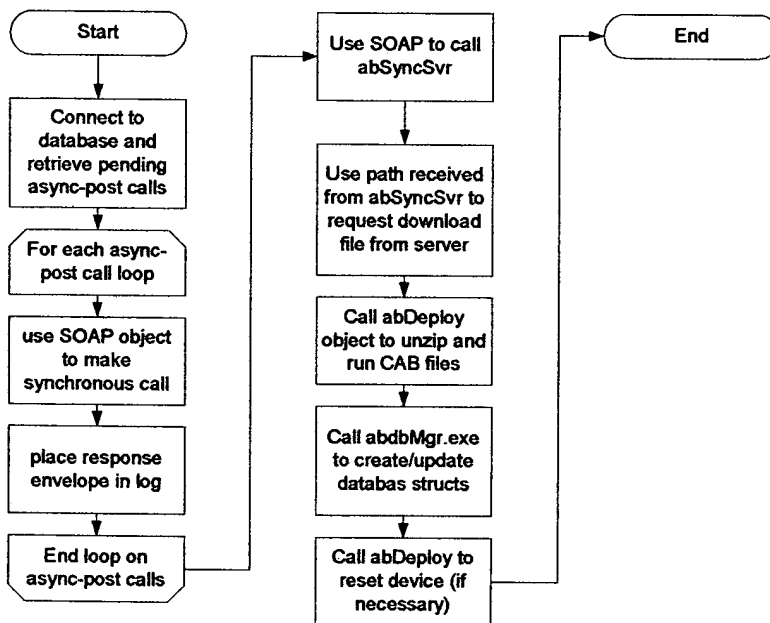 Start
Connect to
database and
retrieve pending
async-post calls
For each async-
post call loop
use SOAP object
to make
synchronous call
place response
envelope in log
End loop on
async-post calls
Use SOAP to call
abSyncSvr
Use path received
from abSyncSvr to
request download
file from server
Call abDeploy
object to unzip and
run CAB files
Call abdbMgr.exe
to create/update
databas structs
Call abDeploy to
reset device (if
necessary)
End